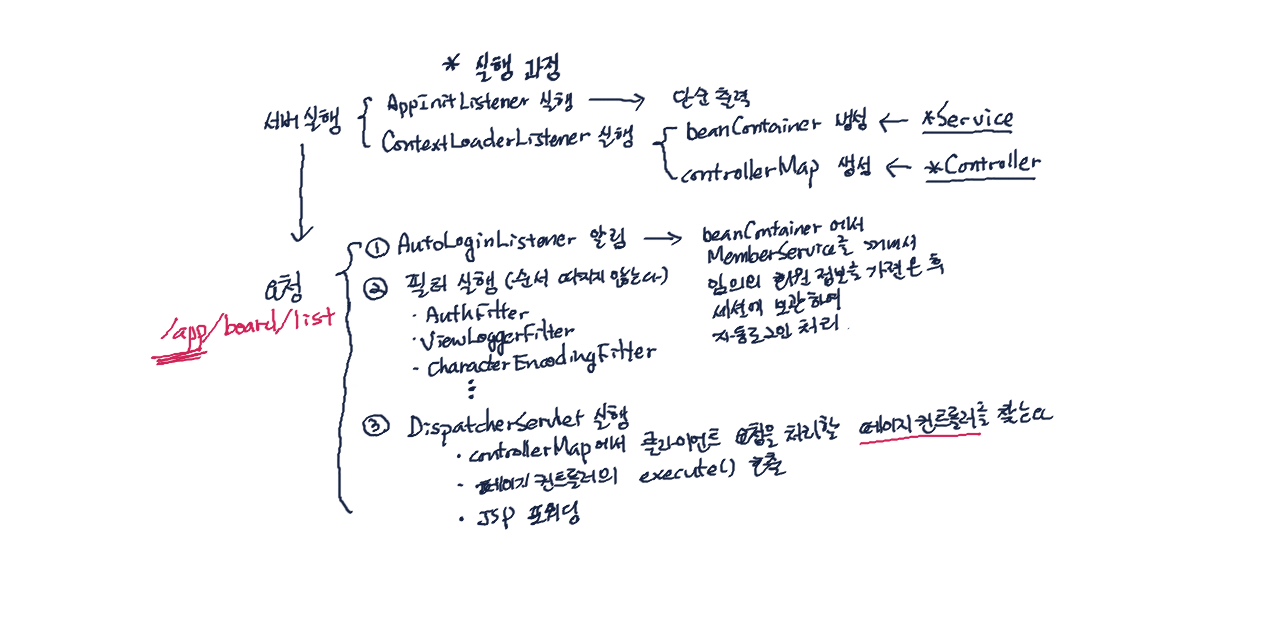 * 실행 과정
서버실행 { AppInitListener 실행 → 단순 출력
ContextLoaderListener 실행 { beanContainer 생성 ← *Service
controllerMap 생성 ← *Controller
요청
/app/board/list
① AutoLoginListener 알림 → beanContainer 에서
MemberService를 꺼내서
임의의 회원 정보를 가져온 후
세션에 보관하여
자동로그인 처리.
② 필터 실행 (순서 따지지 않는다)
· AuthFilter
· ViewLoggerFilter
· CharacterEncodingFilter
⋮
③ DispatcherServlet 실행
· controllerMap에서 클라이언트 요청을 처리할 페이지 컨트롤러를 찾는다
· 페이지 컨트롤러의 execute() 호출
· JSP 포워딩